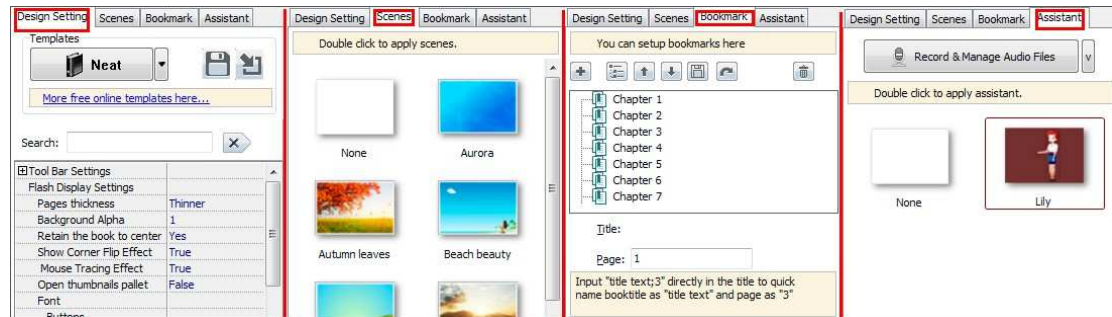 Design Setting Scenes Bookmark Assistant
Templates
Neat
More free online templates here...
Search:
Tool Bar Settings
Flash Display Settings
Pages thickness Thinner
Background Alpha 1
Retain the book to center Yes
Show Corner Flip Effect True
Mouse Tracing Effect True
Open thumbnails pallet False
Font
Buttons
Design Setting Scenes Bookmark Assistant
Double click to apply scenes.
None Aurora
Autumn leaves Beach beauty
Design Setting Scenes Bookmark Assistant
You can setup bookmarks here
Chapter 1
Chapter 2
Chapter 3
Chapter 4
Chapter 5
Chapter 6
Chapter 7
Title:
Page: 1
Input "title text;3" directly in the title to quick
name booktitle as "title text" and page as "3"
Design Setting Scenes Bookmark Assistant
Record & Manage Audio Files v
Double click to apply assistant.
None Lily